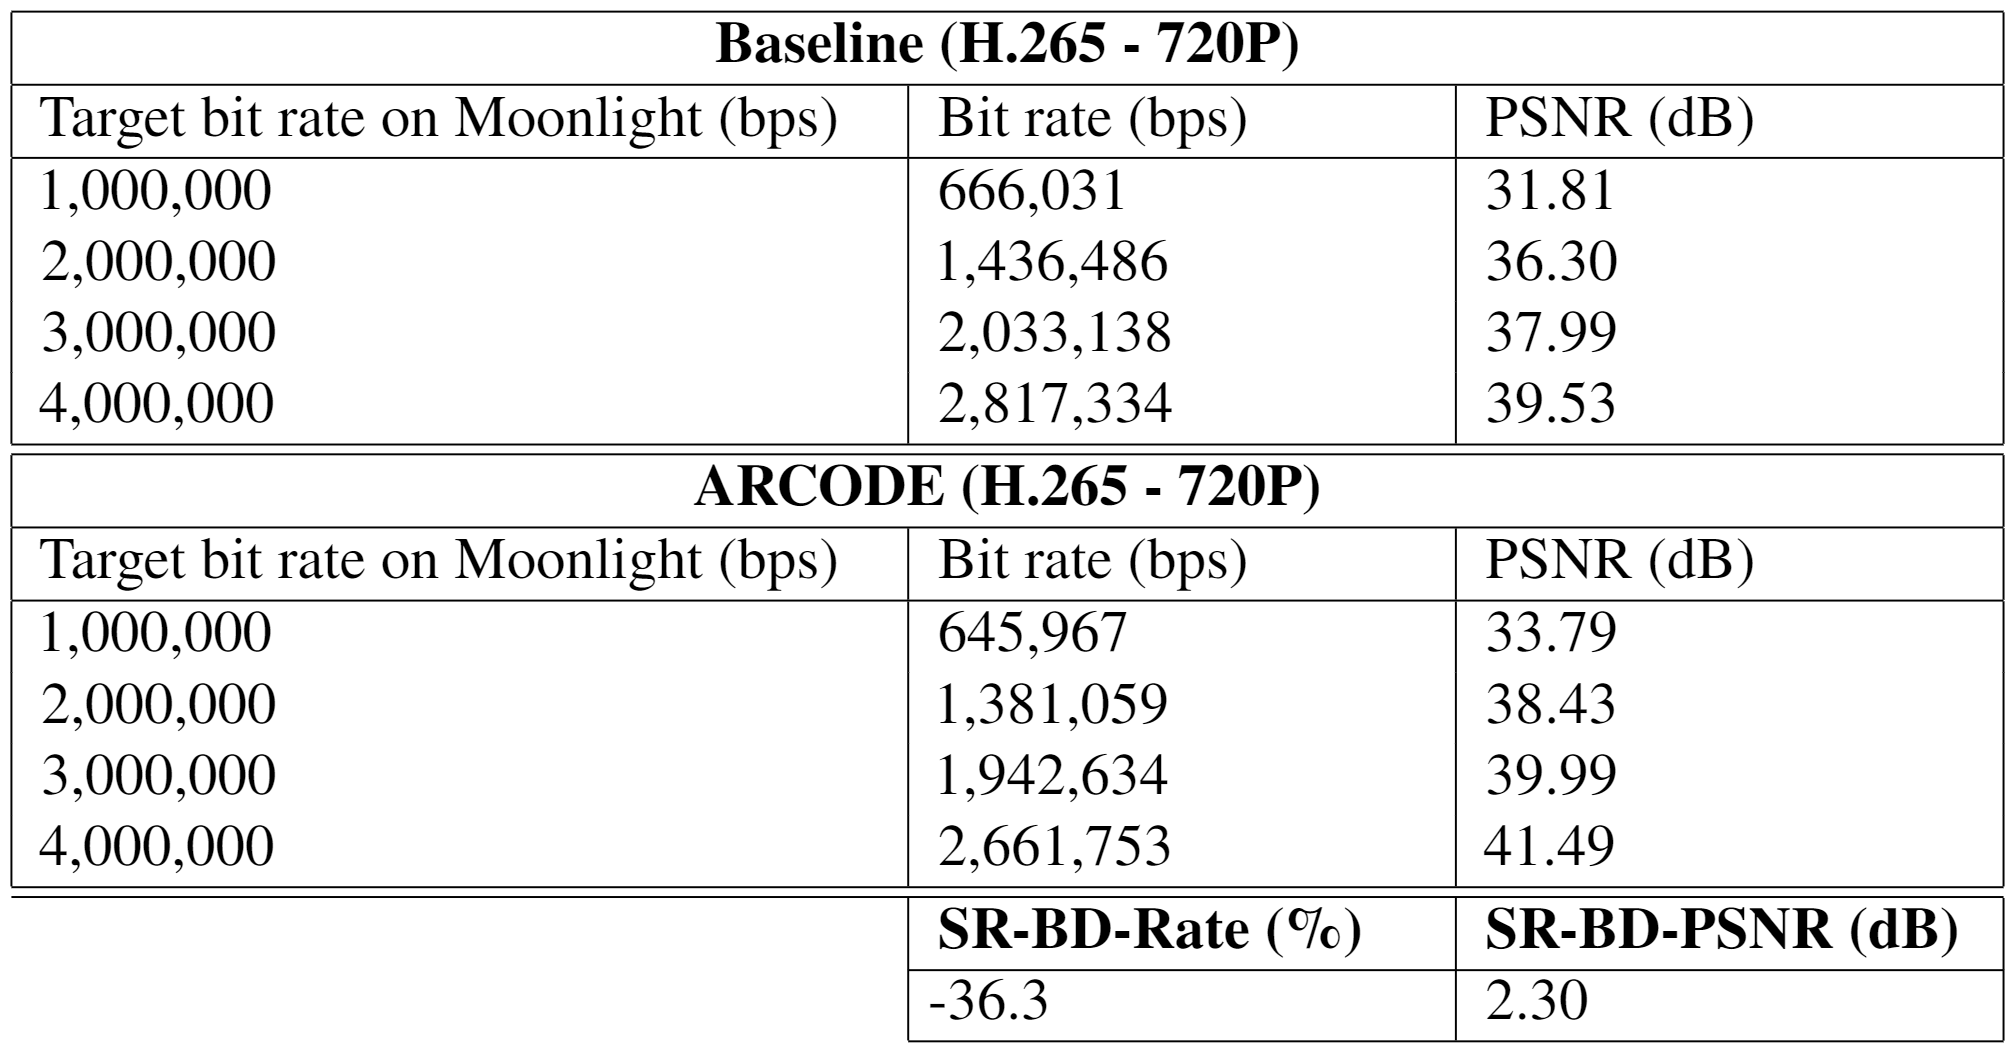 Baseline (H.265 - 720P)
Target bit rate on Moonlight (bps) Bit rate (bps) PSNR (dB)
1,000,000 666,031 31.81
2,000,000 1,436,486 36.30
3,000,000 2,033,138 37.99
4,000,000 2,817,334 39.53
ARCODE (H.265 - 720P)
Target bit rate on Moonlight (bps) Bit rate (bps) PSNR (dB)
1,000,000 645,967 33.79
2,000,000 1,381,059 38.43
3,000,000 1,942,634 39.99
4,000,000 2,661,753 41.49
SR-BD-Rate (%) SR-BD-PSNR (dB)
-36.3 2.30